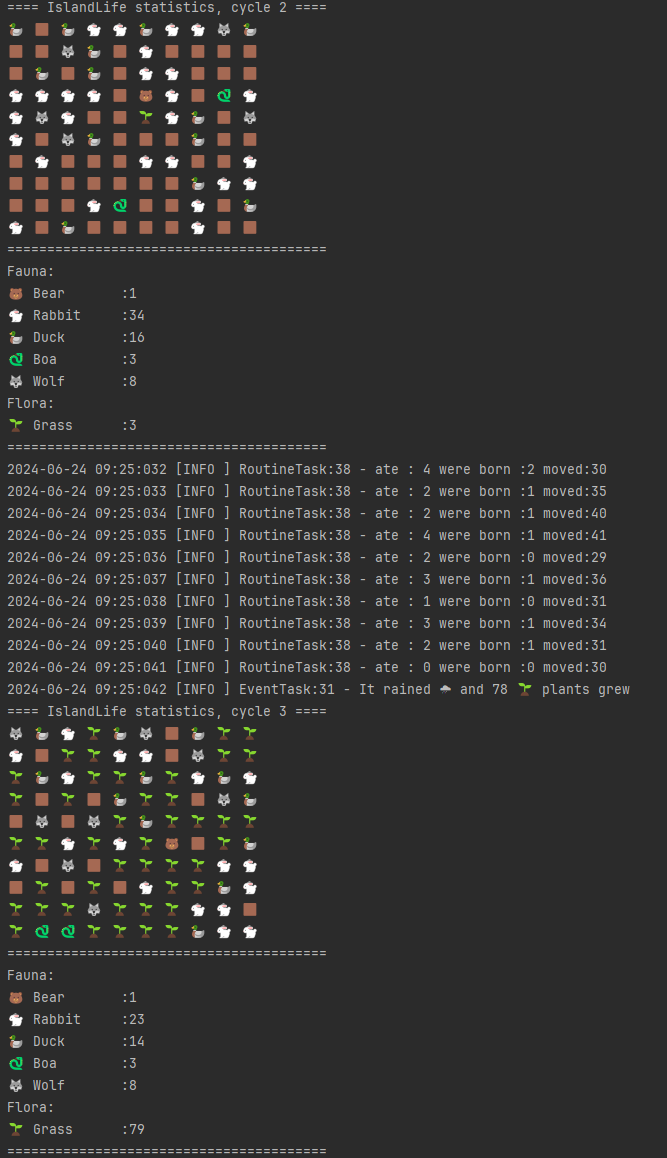 ==== IslandLife statistics, cycle 2 ====
🦆 🟫 🦆 🐇 🐇 🦆 🐇 🐇 🐺 🦆
🟫 🟫 🐺 🦆 🟫 🐇 🟫 🟫 🟫 🟫
🟫 🦆 🟫 🦆 🟫 🐇 🐇 🟫 🟫 🟫
🐇 🐇 🐇 🐇 🟫 🐻 🐇 🟫 🐍 🐇
🐇 🐺 🐇 🟫 🟫 🌱 🐇 🦆 🟫 🐺
🐇 🟫 🐺 🦆 🟫 🟫 🟫 🦆 🟫 🟫
🟫 🐇 🟫 🟫 🟫 🐇 🐇 🟫 🟫 🐇
🟫 🟫 🟫 🟫 🟫 🟫 🟫 🦆 🐇 🐇
🟫 🟫 🟫 🐇 🐍 🟫 🟫 🐇 🟫 🦆
🐇 🟫 🦆 🟫 🟫 🟫 🟫 🐇 🟫 🟫
========================================
Fauna:
🐻 Bear :1
🐇 Rabbit :34
🦆 Duck :16
🐍 Boa :3
🐺 Wolf :8
Flora:
🌱 Grass :3
========================================
2024-06-24 09:25:032 [INFO ] RoutineTask:38 - ate : 4 were born :2 moved:30
2024-06-24 09:25:033 [INFO ] RoutineTask:38 - ate : 2 were born :1 moved:35
2024-06-24 09:25:034 [INFO ] RoutineTask:38 - ate : 2 were born :1 moved:40
2024-06-24 09:25:035 [INFO ] RoutineTask:38 - ate : 4 were born :1 moved:41
2024-06-24 09:25:036 [INFO ] RoutineTask:38 - ate : 2 were born :0 moved:29
2024-06-24 09:25:037 [INFO ] RoutineTask:38 - ate : 3 were born :1 moved:36
2024-06-24 09:25:038 [INFO ] RoutineTask:38 - ate : 1 were born :0 moved:31
2024-06-24 09:25:039 [INFO ] RoutineTask:38 - ate : 3 were born :1 moved:34
2024-06-24 09:25:040 [INFO ] RoutineTask:38 - ate : 2 were born :1 moved:31
2024-06-24 09:25:041 [INFO ] RoutineTask:38 - ate : 0 were born :0 moved:30
2024-06-24 09:25:042 [INFO ] EventTask:31 - It rained 🌧 and 78 🌱 plants grew
==== IslandLife statistics, cycle 3 ====
🐺 🦆 🐇 🌱 🦆 🐺 🟫 🦆 🌱 🌱
🐇 🟫 🌱 🌱 🐇 🐇 🟫 🐺 🌱 🌱
🌱 🦆 🐇 🌱 🌱 🦆 🌱 🐇 🦆 🐇
🌱 🟫 🌱 🟫 🦆 🌱 🌱 🟫 🐺 🦆
🟫 🐺 🟫 🐺 🌱 🦆 🌱 🌱 🌱 🌱
🌱 🌱 🐇 🌱 🐇 🌱 🐻 🟫 🌱 🦆
🐇 🟫 🐺 🟫 🌱 🌱 🌱 🌱 🐇 🐇
🟫 🌱 🟫 🌱 🟫 🐇 🌱 🌱 🦆 🐇
🌱 🌱 🌱 🐺 🌱 🌱 🌱 🐇 🐇 🟫
🌱 🐍 🐍 🌱 🌱 🌱 🌱 🦆 🐇 🐇
========================================
Fauna:
🐻 Bear :1
🐇 Rabbit :23
🦆 Duck :14
🐍 Boa :3
🐺 Wolf :8
Flora:
🌱 Grass :79
========================================